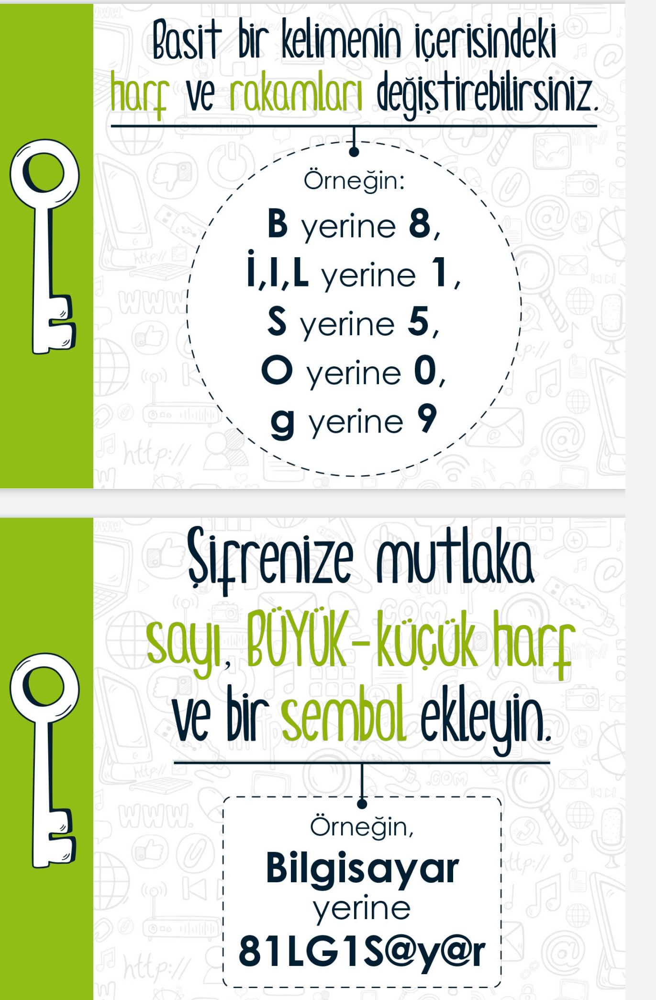 Basit bir kelimenin içerisindeki
harf ve rakamları değiştirebilirsiniz.
Örneğin:
B yerine 8,
İ,I,L yerine 1,
S yerine 5,
O yerine 0,
g yerine 9
Şifrenize mutlaka
sayı, BÜYÜK-küçük harf
ve bir sembol ekleyin.
Örneğin,
Bilgisayar
yerine
81LG1S@y@r